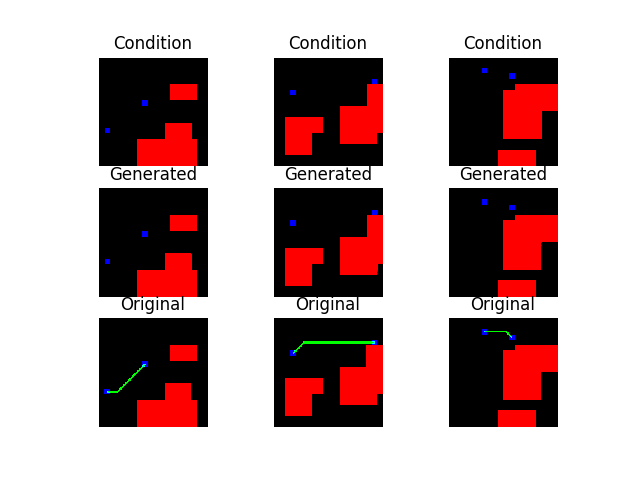 Condition Condition Condition
Generated Generated Generated
Original Original Original